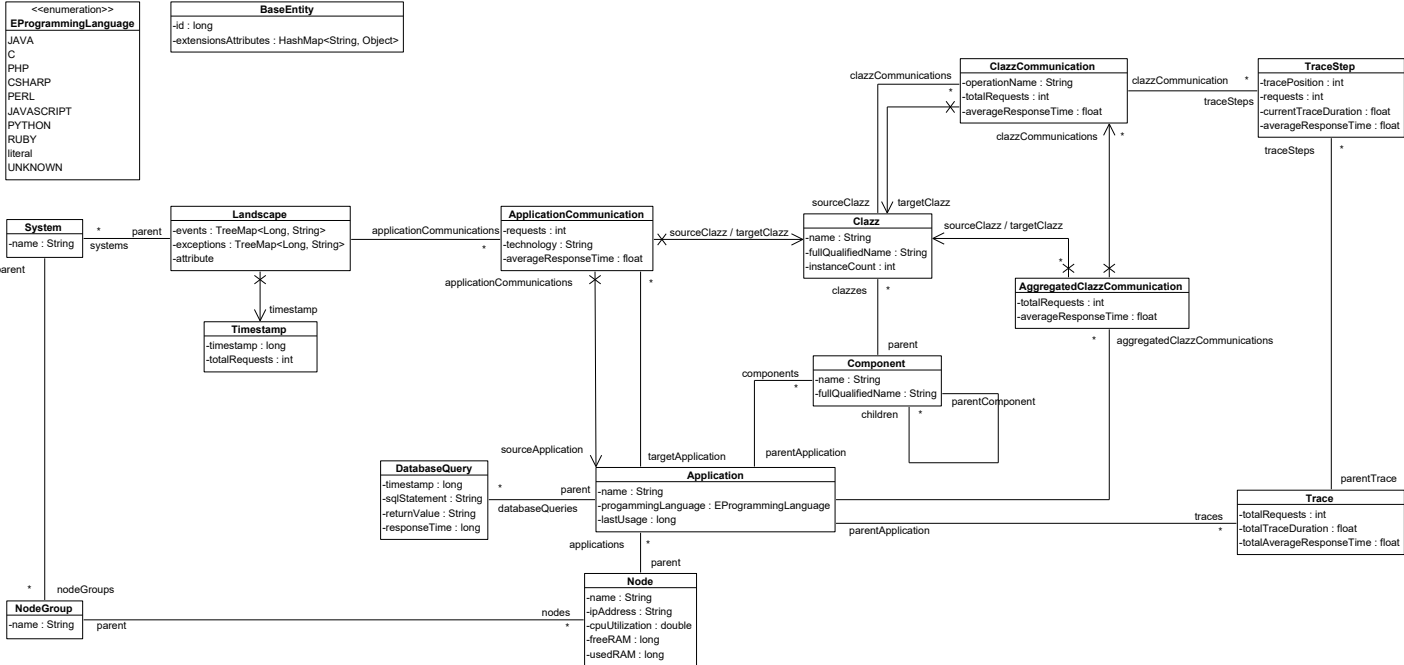 <<enumeration>>
EProgrammingLanguage
JAVA
C
PHP
CSHARP
PERL
JAVASCRIPT
PYTHON
RUBY
literal
UNKNOWN
BaseEntity
-id : long
-extensionsAttributes : HashMap<String, Object>
ClazzCommunication
-operationName : String
-totalRequests : int
-averageResponseTime : float
TraceStep
-tracePosition : int
-requests : int
-currentTraceDuration : float
-averageResponseTime : float
clazzCommunications
*
clazzCommunication
*
traceSteps
clazzCommunications
*
traceSteps
*
sourceClazz
targetClazz
System
-name : String
*
parent
systems
parent
Landscape
-events : TreeMap<Long, String>
-exceptions : TreeMap<Long, String>
-attribute
applicationCommunications
*
ApplicationCommunication
-requests : int
-technology : String
-averageResponseTime : float
sourceClazz / targetClazz
Clazz
-name : String
-fullQualifiedName : String
-instanceCount : int
sourceClazz / targetClazz
*
AggregatedClazzCommunication
-totalRequests : int
-averageResponseTime : float
applicationCommunications
*
clazzes
*
timestamp
Timestamp
-timestamp : long
-totalRequests : int
*
aggregatedClazzCommunications
parent
Component
-name : String
-fullQualifiedName : String
components
*
parentComponent
children
*
sourceApplication
targetApplication
parentApplication
DatabaseQuery
-timestamp : long
-sqlStatement : String
-returnValue : String
-responseTime : long
*
parent
databaseQueries
Application
-name : String
-progammingLanguage : EProgrammingLanguage
-lastUsage : long
parentTrace
Trace
-totalRequests : int
-totalTraceDuration : float
-totalAverageResponseTime : float
parentApplication
traces
*
applications
*
parent
Node
-name : String
-ipAddress : String
-cpuUtilization : double
-freeRAM : long
-usedRAM : long
*
nodeGroups
NodeGroup
-name : String
parent
nodes
*